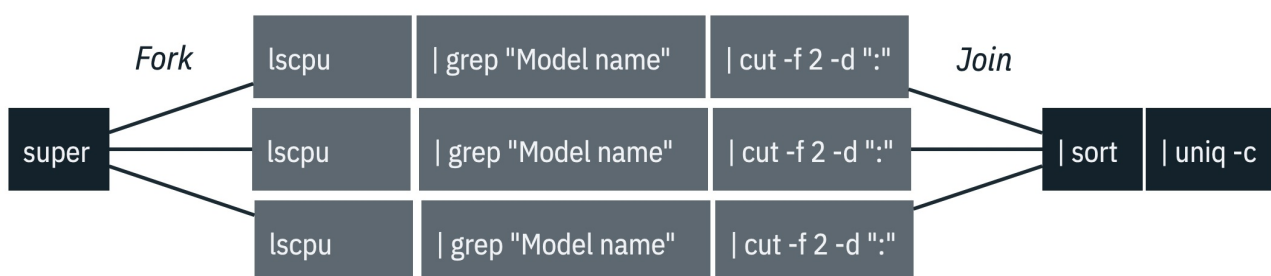 Fork
lscpu | grep "Model name" | cut -f 2 -d ":"
Join
super
lscpu | grep "Model name" | cut -f 2 -d ":"
| sort | uniq -c
lscpu | grep "Model name" | cut -f 2 -d ":"